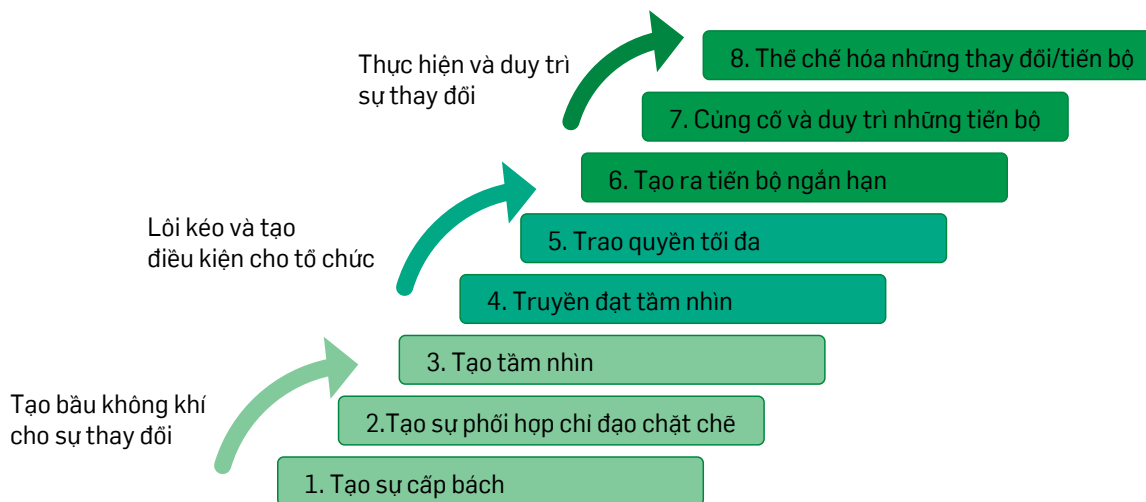 Thực hiện và duy trì
sự thay đổi
8. Thể chế hóa những thay đổi/tiến bộ
7. Củng cố và duy trì những tiến bộ
6. Tạo ra tiến bộ ngắn hạn
Lôi kéo và tạo
điều kiện cho tổ chức
5. Trao quyền tối đa
4. Truyền đạt tầm nhìn
3. Tạo tầm nhìn
Tạo bầu không khí
cho sự thay đổi
2.Tạo sự phối hợp chỉ đạo chặt chẽ
1. Tạo sự cấp bách